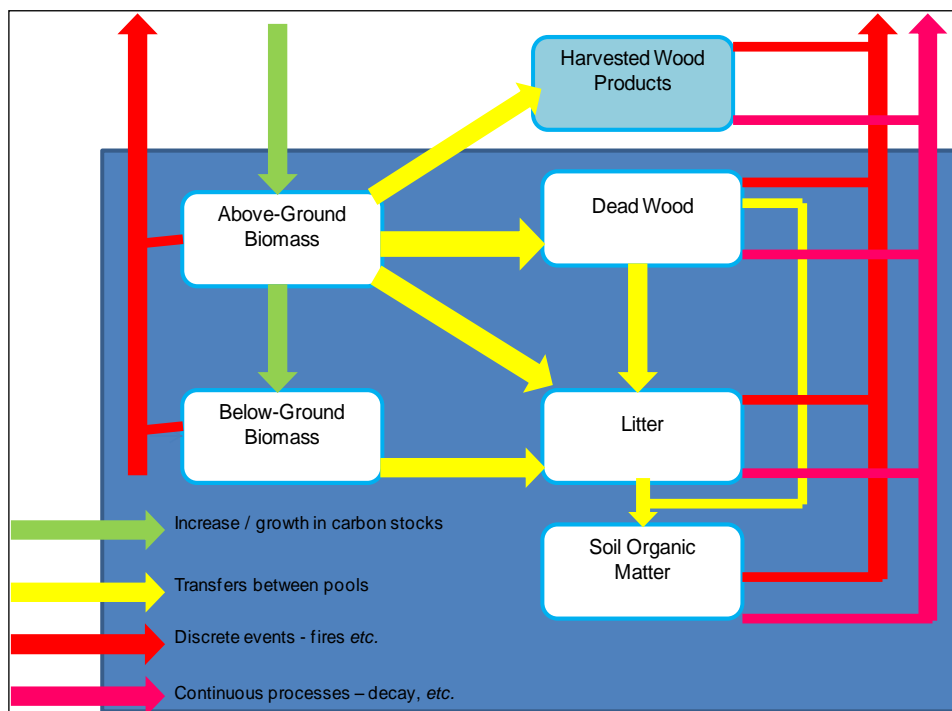 Harvested Wood
Products
Above-Ground
Biomass
Dead Wood
Below-Ground
Biomass
Litter
Soil Organic
Matter
Increase / growth in carbon stocks
Transfers between pools
Discrete events - fires etc.
Continuous processes – decay, etc.